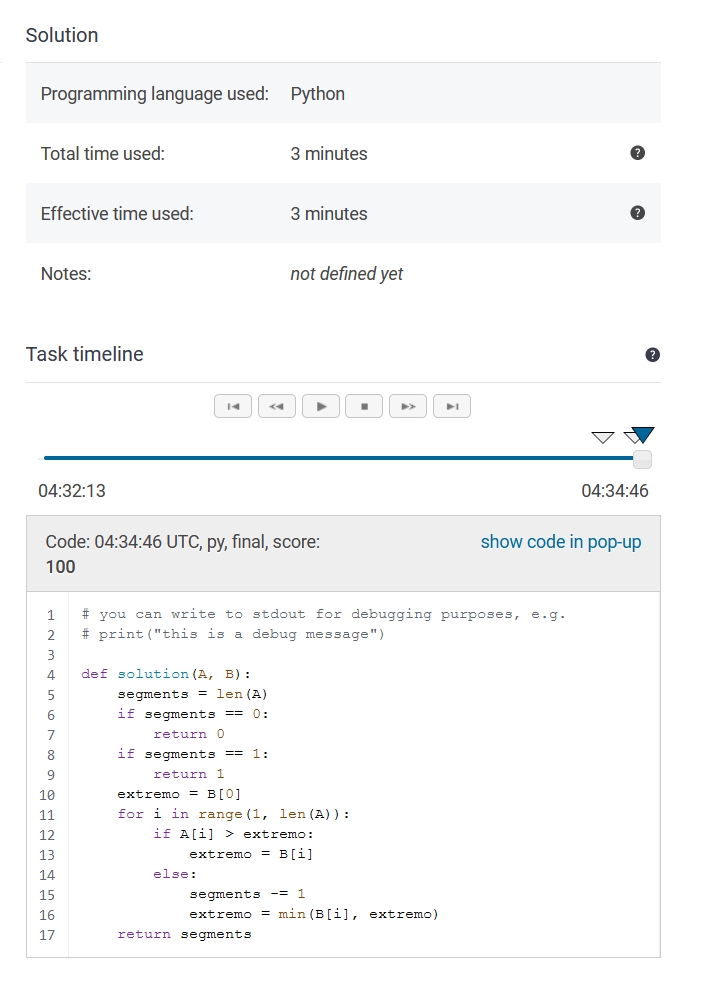 Solution
Programming language used: Python
Total time used: 3 minutes
Effective time used: 3 minutes
Notes: not defined yet
Task timeline
04:32:13 04:34:46
Code: 04:34:46 UTC, py, final, score: show code in pop-up
100
1 # you can write to stdout for debugging purposes, e.g.
2 # print("this is a debug message")
3
4 def solution(A, B):
5     segments = len(A)
6     if segments == 0:
7         return 0
8     if segments == 1:
9         return 1
10     extremo = B[0]
11     for i in range(1, len(A)):
12         if A[i] > extremo:
13             extremo = B[i]
14         else:
15             segments -= 1
16             extremo = min(B[i], extremo)
17     return segments